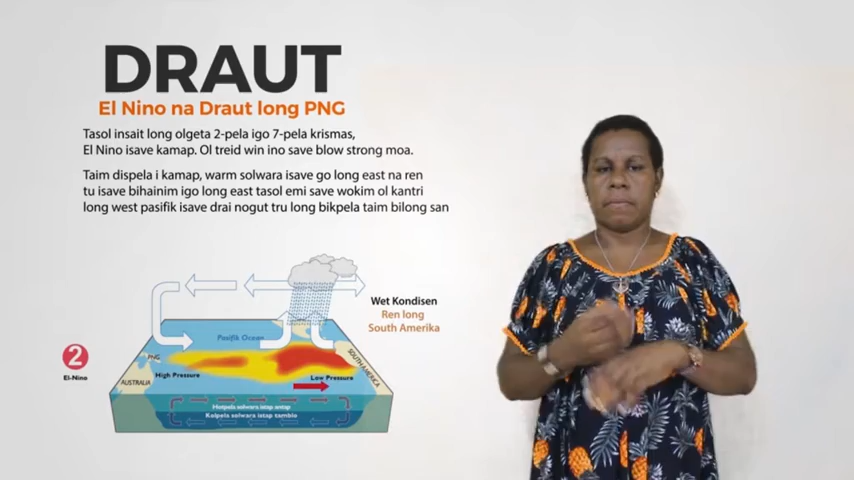 DRAUT
El Nino na Draut long PNG
Tasol insait long olgeta 2-pela igo 7-pela krismas,
El Nino isave kamap. Ol treid win ino save blow strong moa.
Taim dispela i kamap, warm solwara isave go long east na ren
tu isave bihainim igo long east tasol emi save wokim ol kantri
long west pasifik isave drai nogut tru long bikpela taim bilong san
Wet Kondisen
Ren long
South Amerika
2
El-Nino
Pasifik Ocean
PNG
SOUTH AMERICA
High Pressure
Low Pressure
AUSTRALIA
Hotpela solwara istap antap
Kolpela solwara istap tamblo